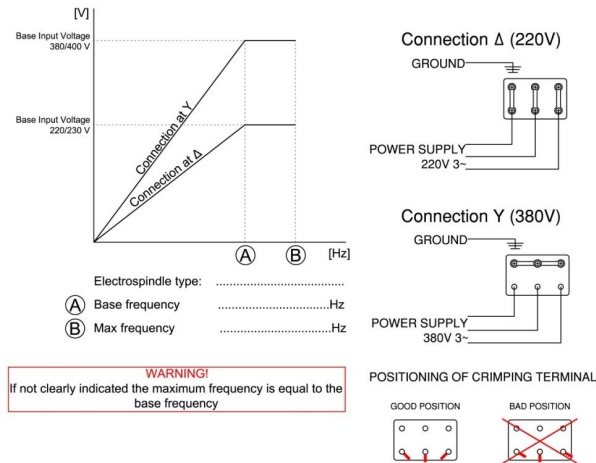 [V]
Base Input Voltage
380/400 V
Base Input Voltage
220/230 V
Connection at Y
Connection at Δ
A
B
[Hz]
Electrospindle type: ..............................
A Base frequency ..............................Hz
B Max frequency ..............................Hz
WARNING!
If not clearly indicated the maximum frequency is equal to the
base frequency
Connection Δ (220V)
GROUND
POWER SUPPLY
220V 3~
Connection Y (380V)
GROUND
POWER SUPPLY
380V 3~
POSITIONING OF CRIMPING TERMINAL
GOOD POSITION
BAD POSITION